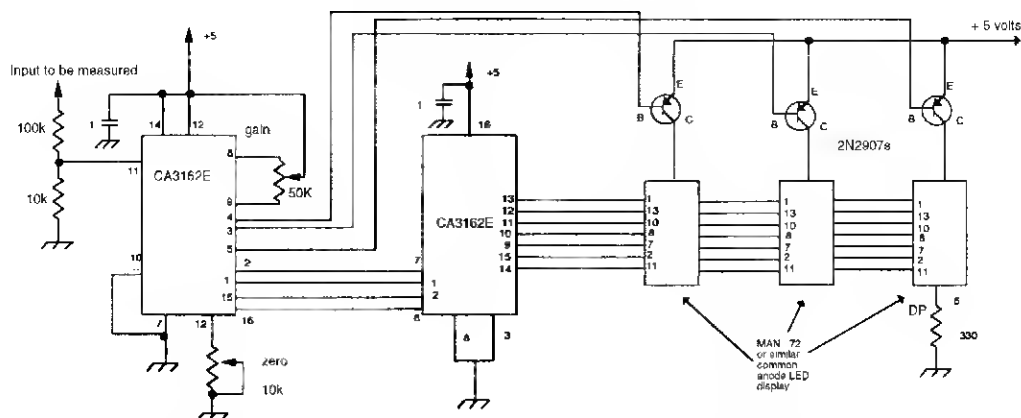 +5
+ 5 volts
Input to be measured
+5
E
E
E
1
14
12
gain
1
16
B
C
8
C
8
C
2N2907s
100k
11
CA3162E
8
50K
9
10k
4
3
5
2
1
15
16
10
7
12
zero
10k
CA3162E
7
1
2
6
8
3
13
12
11
10
9
15
14
1
13
10
8
7
2
11
1
13
10
8
7
2
11
1
13
10
8
7
2
11
DP
5
330
MAN 72
or similar
common
anode LED
display